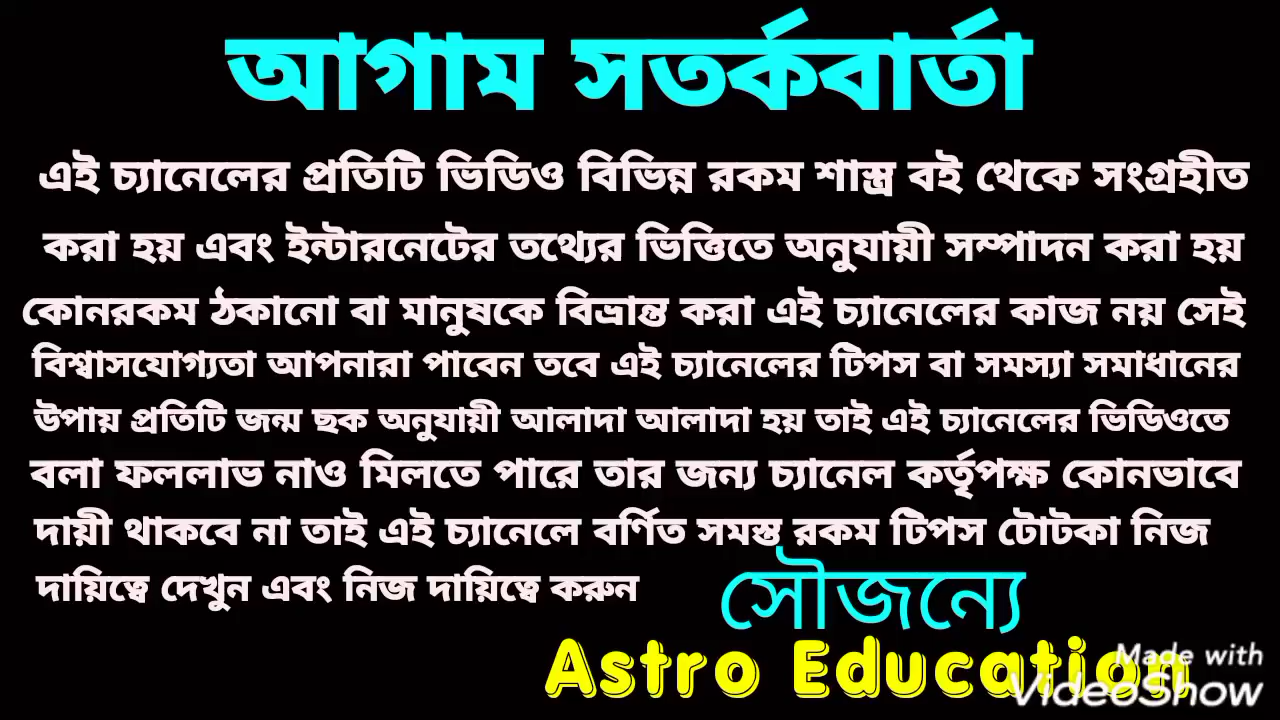 আগাম সতর্কবার্তা
এই চ্যানেলের প্রতিটি ভিডিও বিভিন্ন রকম শাস্ত্র বই থেকে সংগ্রহীত
করা হয় এবং ইন্টারনেটের তথ্যের ভিত্তিতে অনুযায়ী সম্পাদন করা হয়
কোনরকম ঠকানো বা মানুষকে বিভ্রান্ত করা এই চ্যানেলের কাজ নয় সেই
বিশ্বাসযোগ্যতা আপনারা পাবেন তবে এই চ্যানেলের টিপস বা সমস্যা সমাধানের
উপায় প্রতিটি জন্ম ছক অনুযায়ী আলাদা আলাদা হয় তাই এই চ্যানেলের ভিডিওতে
বলা ফললাভ নাও মিলতে পারে তার জন্য চ্যানেল কর্তৃপক্ষ কোনভাবে
দায়ী থাকবে না তাই এই চ্যানেলে বর্ণিত সমস্ত রকম টিপস টোটকা নিজ
দায়িত্বে দেখুন এবং নিজ দায়িত্বে করুন
সৌজন্যে
Astro Education
Made with
VideoShow